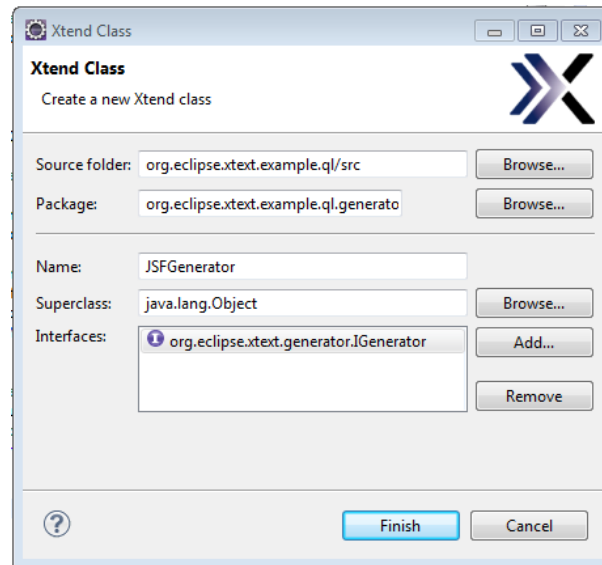 Xtend Class
Xtend Class
Create a new Xtend class
Source folder: org.eclipse.xtext.example.ql/src Browse...
Package: org.eclipse.xtext.example.ql.generato Browse...
Name: JSFGenerator
Superclass: java.lang.Object Browse...
Interfaces: org.eclipse.xtext.generator.IGenerator Add...
Remove
Finish Cancel